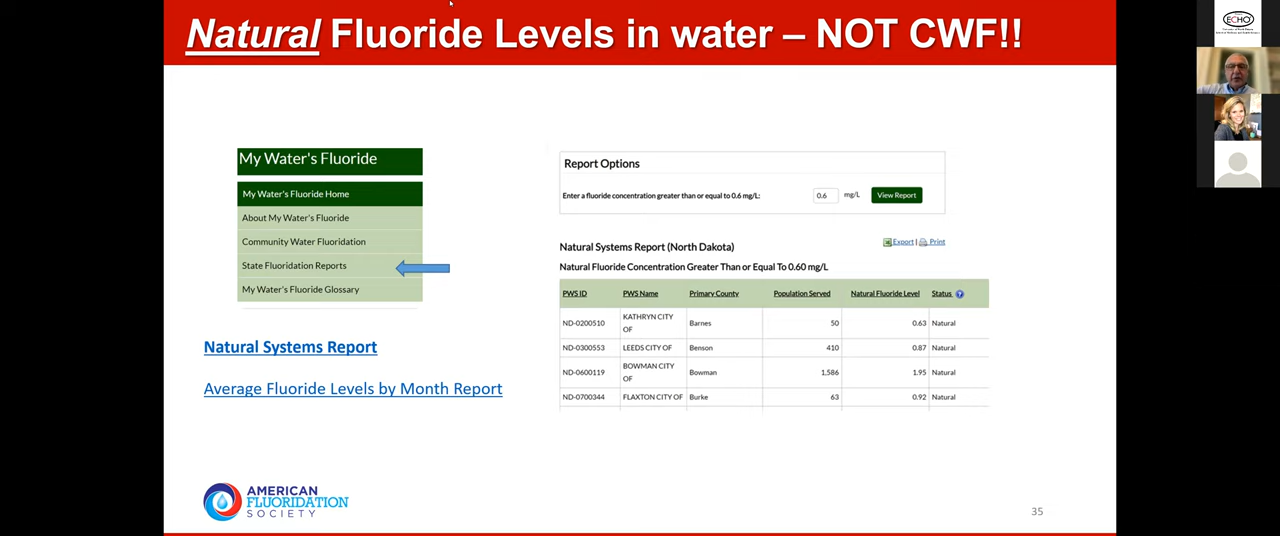 Natural Fluoride Levels in water – NOT CWF!!
My Water's Fluoride
My Water's Fluoride Home
About My Water's Fluoride
Community Water Fluoridation
State Fluoridation Reports
My Water's Fluoride Glossary
Natural Systems Report
Average Fluoride Levels by Month Report
Report Options
Enter a fluoride concentration greater than or equal to 0.6 mg/L: 0.6 mg/L View Report
Natural Systems Report (North Dakota) Export | Print
Natural Fluoride Concentration Greater Than or Equal To 0.60 mg/L
PWS ID PWS Name Primary County Population Served Natural Fluoride Level Status ?
ND-0200510 KATHRYN CITY OF Barnes 50 0.63 Natural
ND-0300553 LEEDS CITY OF Benson 410 0.87 Natural
ND-0600119 BOWMAN CITY OF Bowman 1,586 1.95 Natural
ND-0700344 FLAXTON CITY OF Burke 63 0.92 Natural
AMERICAN
FLUORIDATION
SOCIETY
35
ECHO